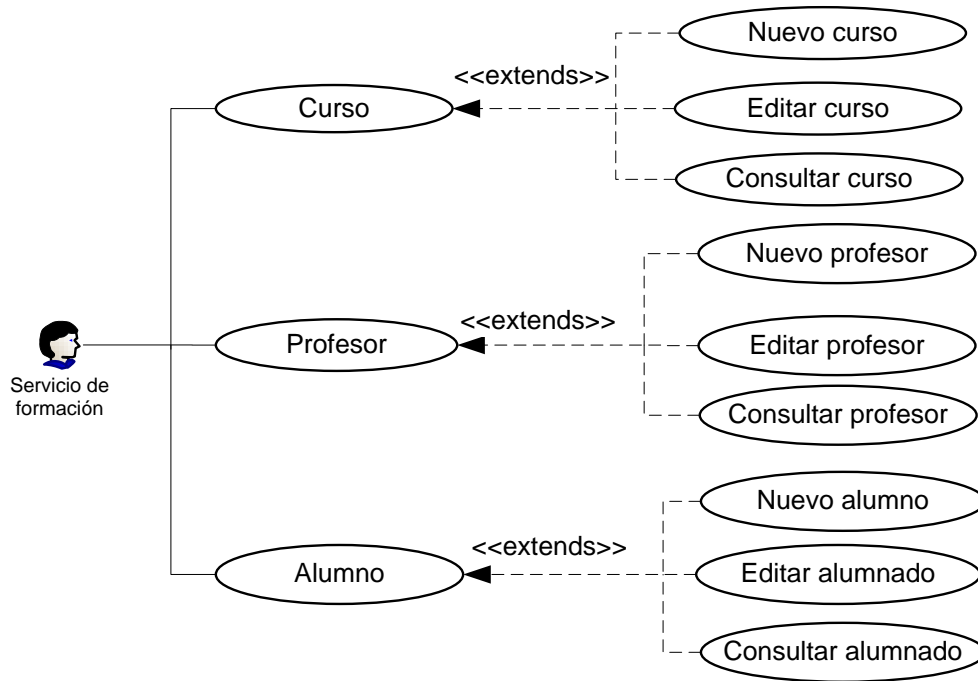 Nuevo curso
<<extends>>
Curso
Editar curso
Consultar curso
Nuevo profesor
<<extends>>
Profesor
Editar profesor
Servicio de
formación
Consultar profesor
Nuevo alumno
<<extends>>
Alumno
Editar alumnado
Consultar alumnado